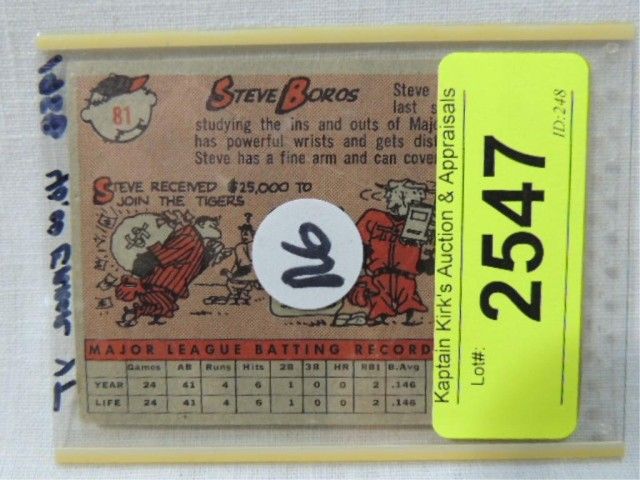 81
STEVE BOROS
Steve
last s
studying the ins and outs of Majo
has powerful wrists and gets dist
Steve has a fine arm and can cove
STEVE RECEIVED $25,000 TO
JOIN THE TIGERS
MAJOR LEAGUE BATTING RECORD
Games AB Runs Hits 2B 3B HR RBI B.Avg
YEAR 24 41 4 6 1 0 0 2 .146
LIFE 24 41 4 6 1 0 0 2 .146
Kaptain Kirk's Auction & Appraisals
Lot#:
2547
ID:248